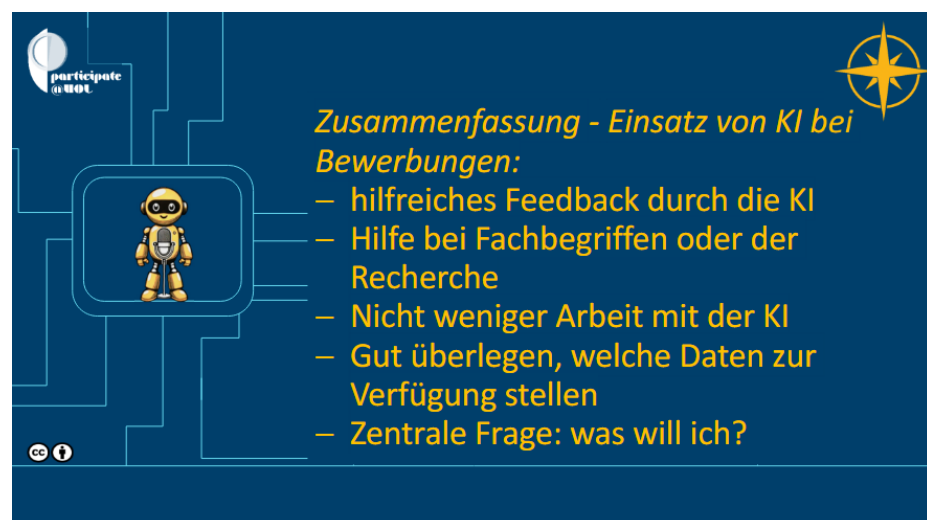 participate
@UOL
Zusammenfassung - Einsatz von KI bei
Bewerbungen:
– hilfreiches Feedback durch die KI
– Hilfe bei Fachbegriffen oder der
Recherche
– Nicht weniger Arbeit mit der KI
– Gut überlegen, welche Daten zur
Verfügung stellen
– Zentrale Frage: was will ich?
cc